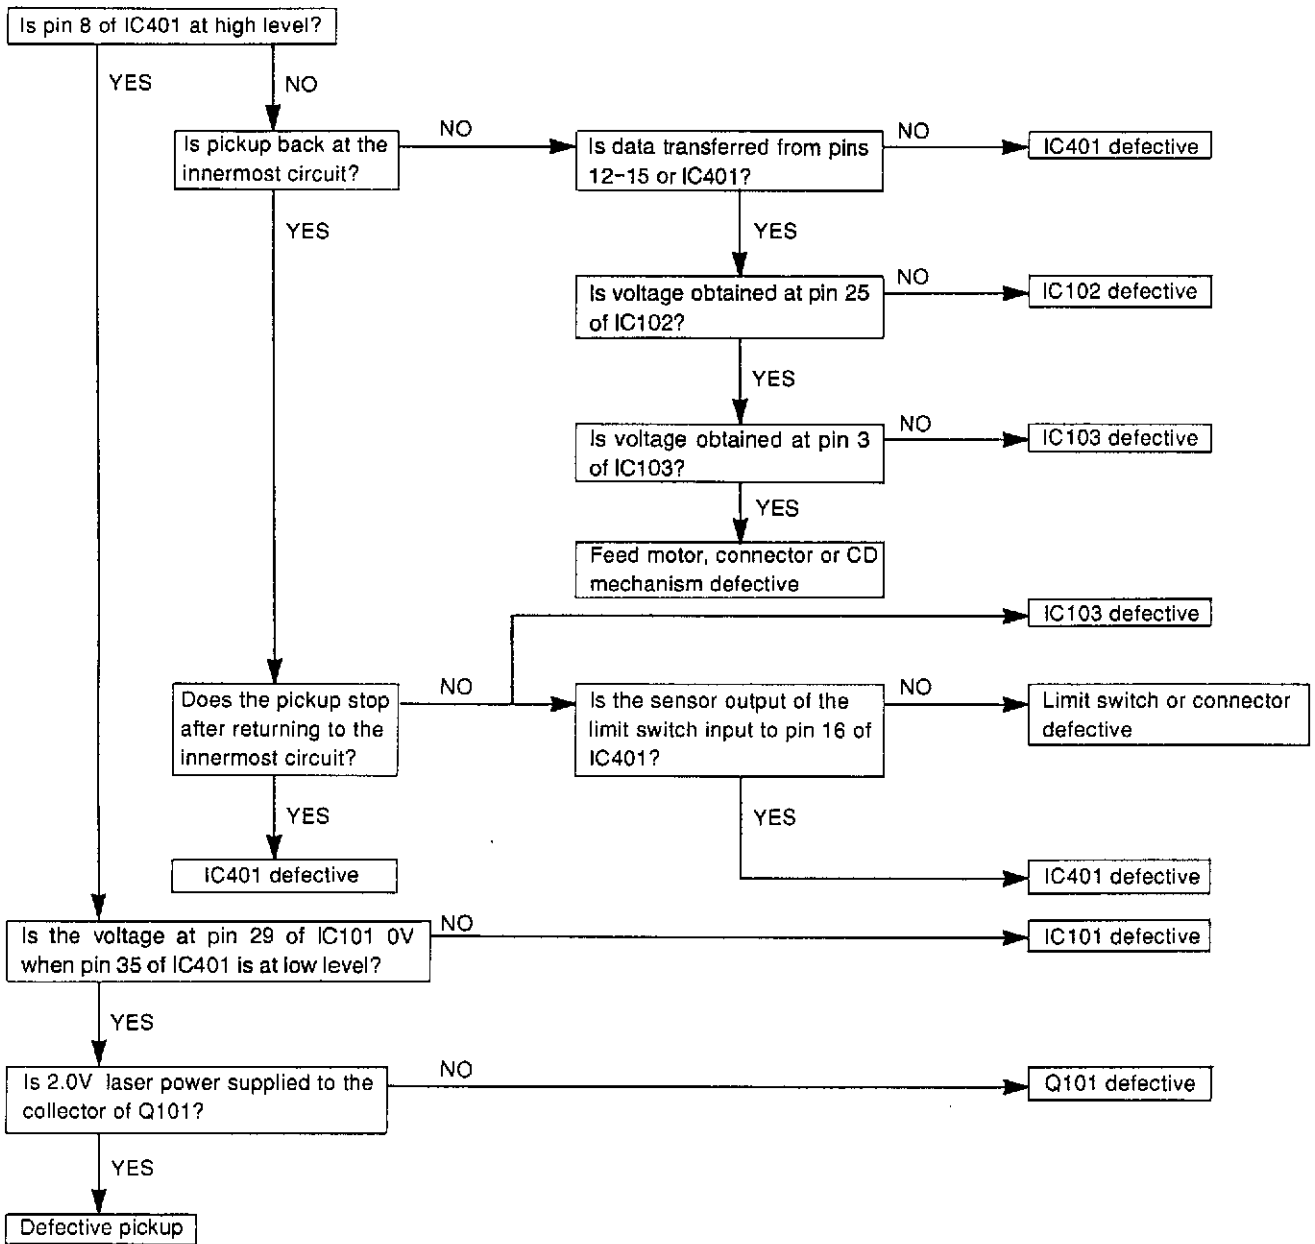 Is pin 8 of IC401 at high level?
YES
NO
Is pickup back at the
innermost circuit?
NO
Is data transferred from pins
12-15 or IC401?
NO
IC401 defective
YES
YES
Is voltage obtained at pin 25
of IC102?
NO
IC102 defective
YES
Is voltage obtained at pin 3
of IC103?
NO
IC103 defective
YES
Feed motor, connector or CD
mechanism defective
IC103 defective
Does the pickup stop
after returning to the
innermost circuit?
NO
Is the sensor output of the
limit switch input to pin 16 of
IC401?
NO
Limit switch or connector
defective
YES
YES
IC401 defective
IC401 defective
Is the voltage at pin 29 of IC101 0V
when pin 35 of IC401 is at low level?
NO
IC101 defective
YES
Is 2.0V laser power supplied to the
collector of Q101?
NO
Q101 defective
YES
Defective pickup